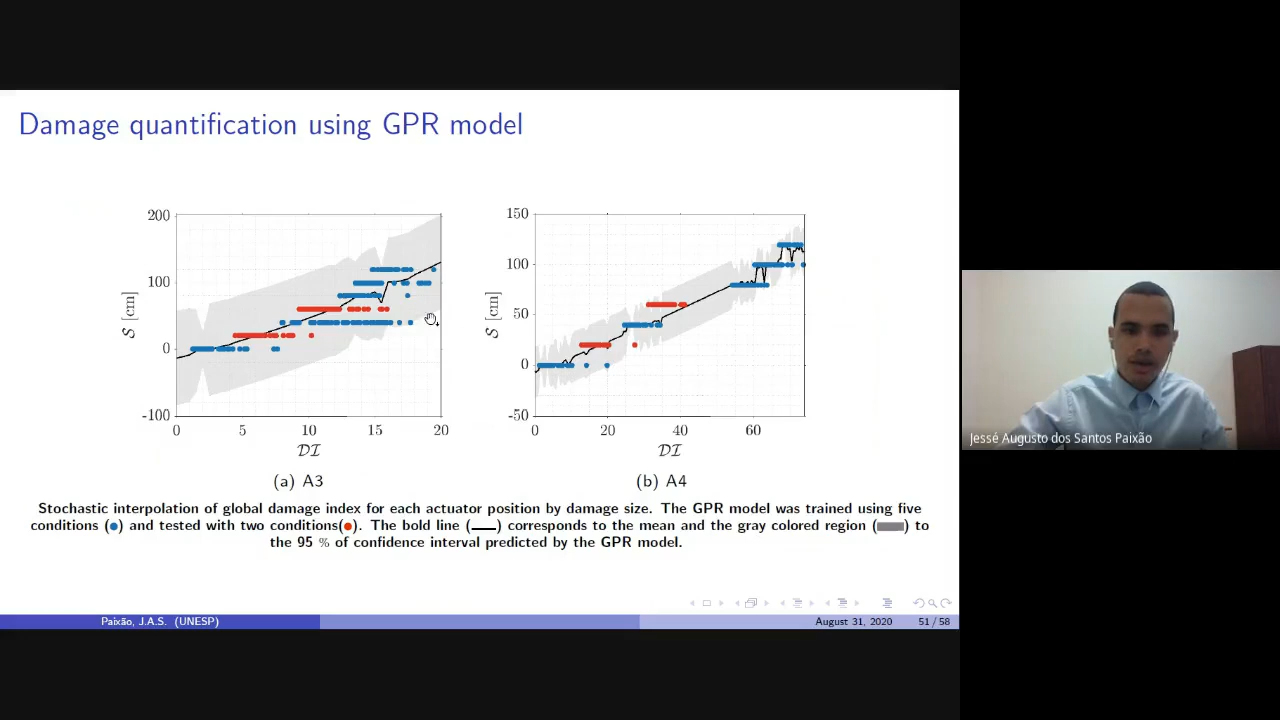 Damage quantification using GPR model
200
100
0
-100
S [cm]
0 5 10 15 20
DI
(a) A3
150
100
50
0
-50
S [cm]
0 20 40 60
DI
(b) A4
Stochastic interpolation of global damage index for each actuator position by damage size. The GPR model was trained using five
conditions (●) and tested with two conditions(●). The bold line (—) corresponds to the mean and the gray colored region (▬) to
the 95 % of confidence interval predicted by the GPR model.
Paixão, J.A.S. (UNESP)
August 31, 2020
51 / 58
Jessé Augusto dos Santos Paixão